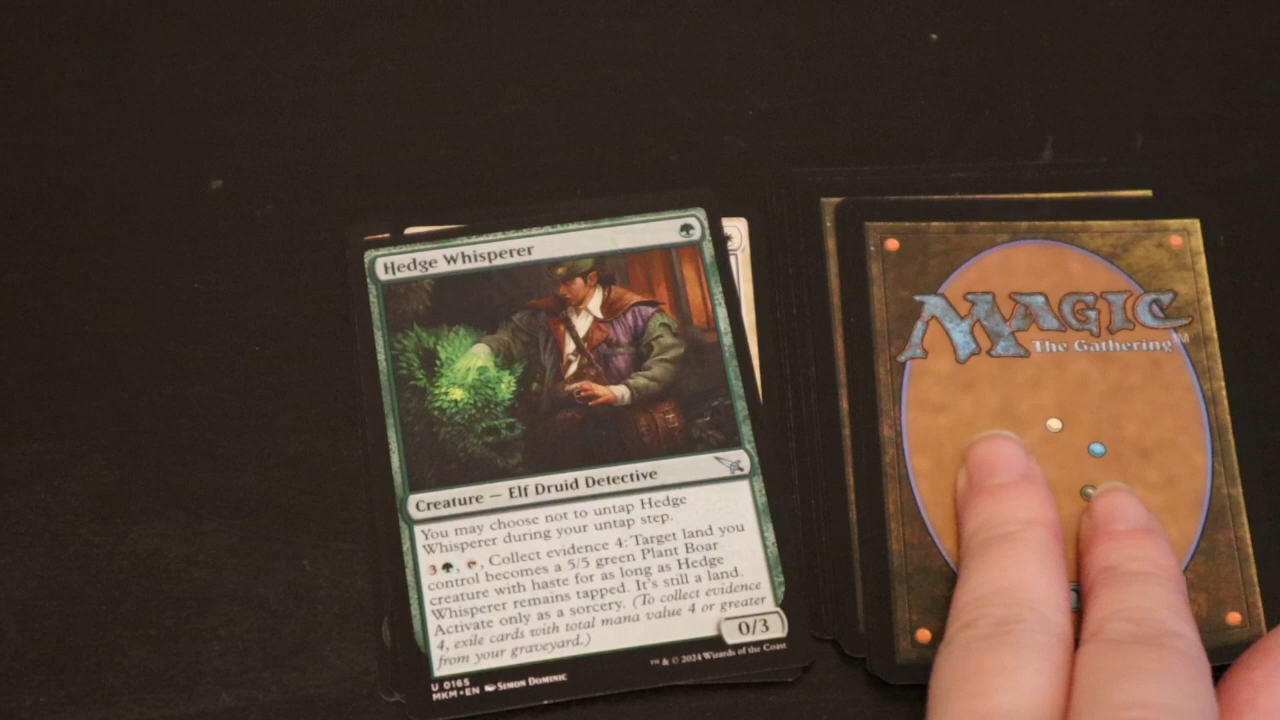 Hedge Whisperer
Creature — Elf Druid Detective
You may choose not to untap Hedge
Whisperer during your untap step.
3, Collect evidence 4: Target land you
control becomes a 5/5 green Plant Boar
creature with haste for as long as Hedge
Whisperer remains tapped. It's still a land.
Activate only as a sorcery. (To collect evidence
4, exile cards with total mana value 4 or greater
from your graveyard.)
0/3
U 0165
MKM • EN SIMON DOMINIC
™ & © 2024 Wizards of the Coast
MAGIC
The Gathering™